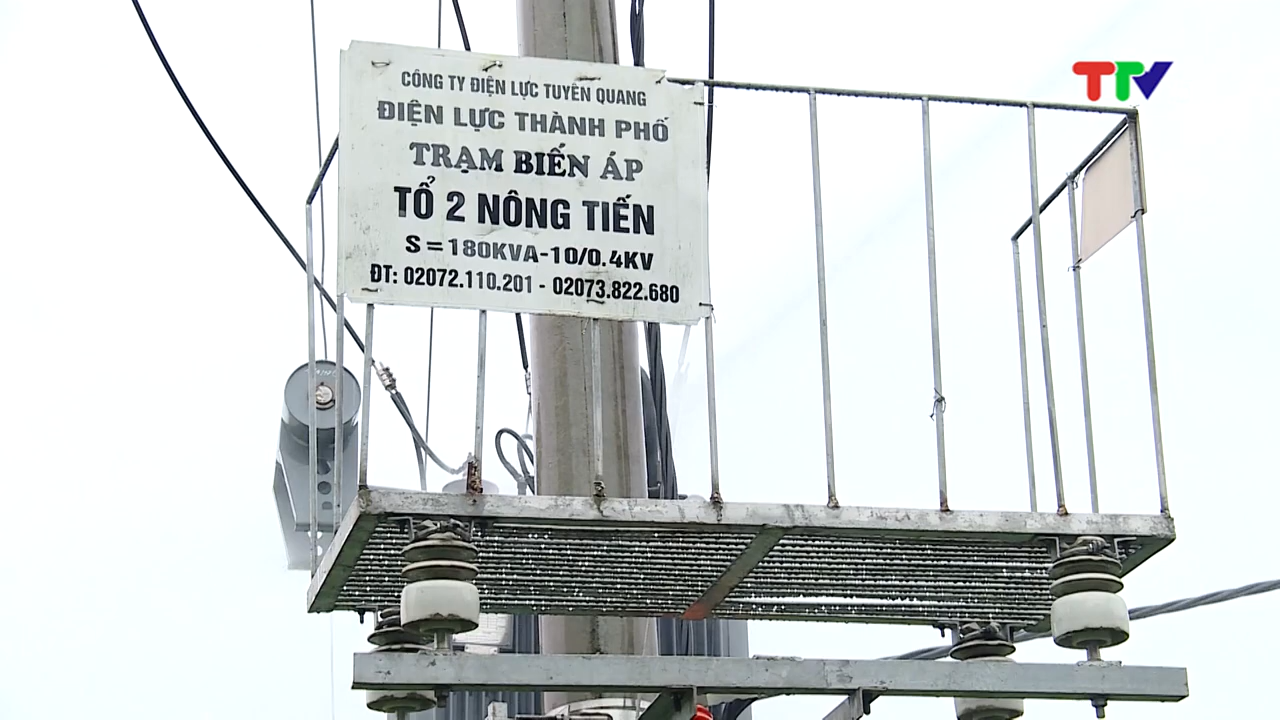 CÔNG TY ĐIỆN LỰC TUYÊN QUANG
ĐIỆN LỰC THÀNH PHỐ
TRẠM BIẾN ÁP
TỔ 2 NÔNG TIẾN
S = 180KVA-10/0.4KV
ĐT: 02072.110.201 - 02073.822.680
TTV